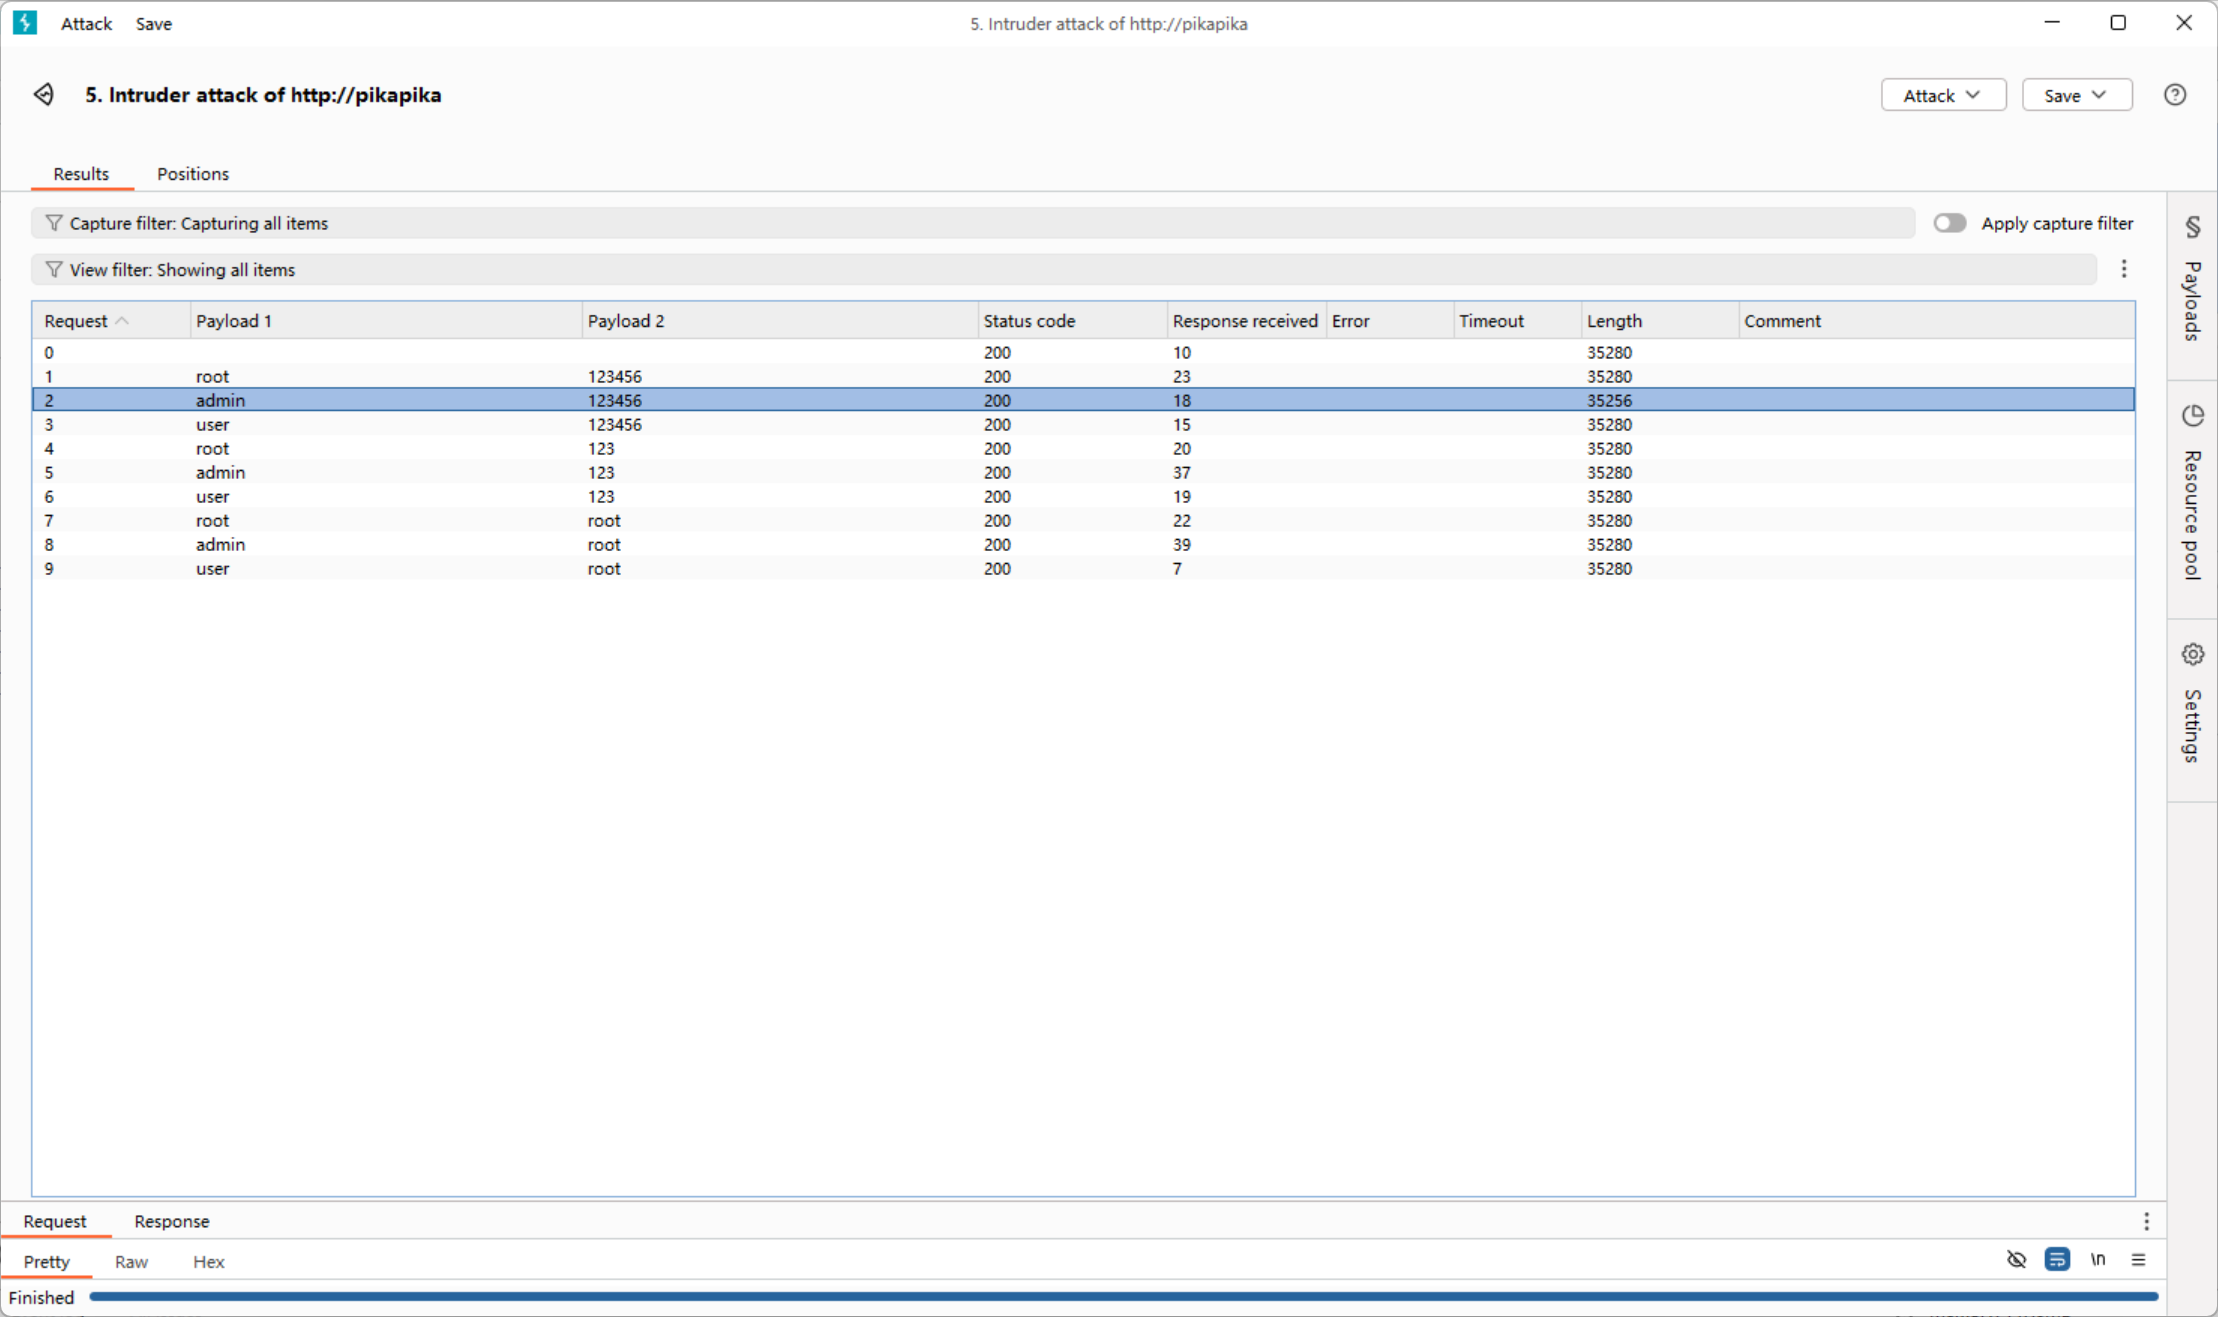 Attack Save 5. Intruder attack of http://pikapika
5. Intruder attack of http://pikapika Attack Save
Results Positions
Capture filter: Capturing all items Apply capture filter
View filter: Showing all items
Request Payload 1 Payload 2 Status code Response received Error Timeout Length Comment
0 200 10 35280
1 root 123456 200 23 35280
2 admin 123456 200 18 35256
3 user 123456 200 15 35280
4 root 123 200 20 35280
5 admin 123 200 37 35280
6 user 123 200 19 35280
7 root root 200 22 35280
8 admin root 200 39 35280
9 user root 200 7 35280
Payloads
Resource pool
Settings
Request Response
Pretty Raw Hex \n
Finished